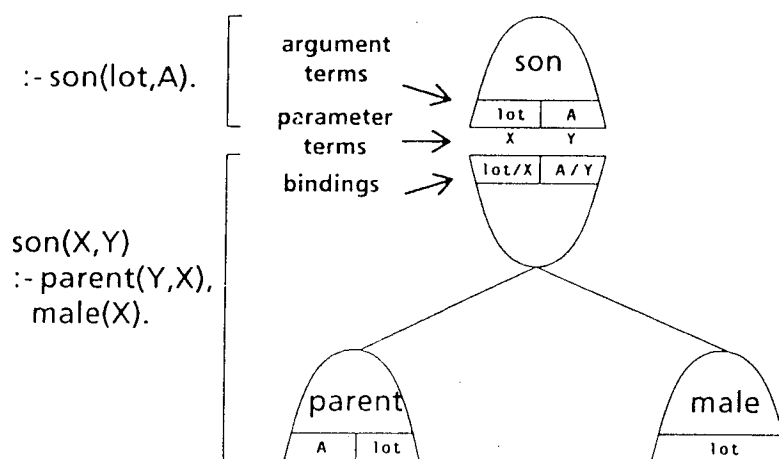 :- son(lot,A).
argument
terms
parameter
terms
bindings
son
lot A
X Y
lot/X A/Y
son(X,Y)
:- parent(Y,X),
male(X).
parent
A lot
male
lot